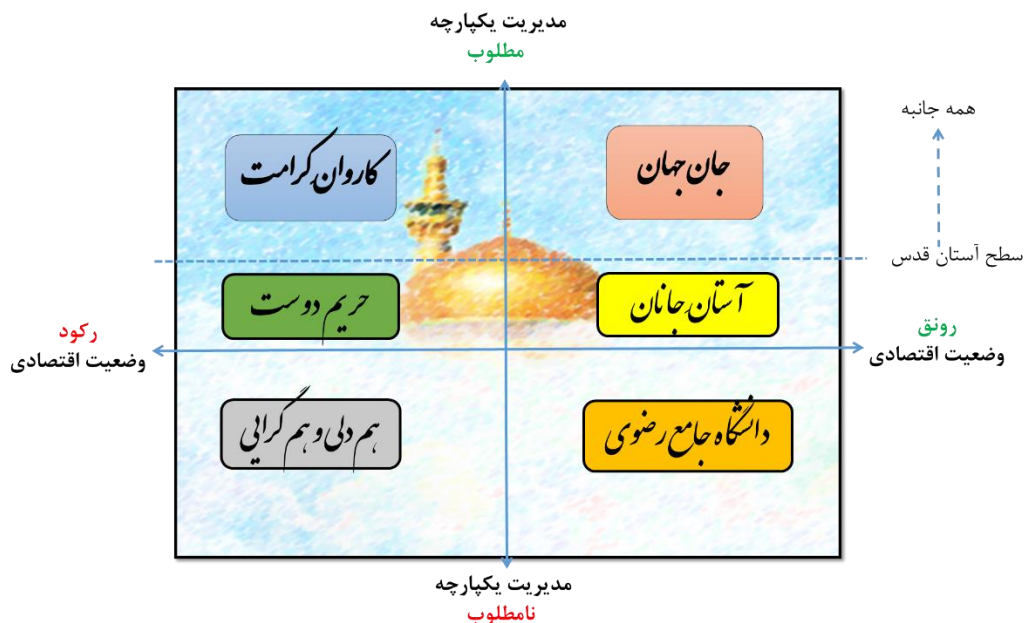 مدیریت یکپارچه
مطلوب
همه جانبه
جان جهان
کاروان کرامت
سطح آستان قدس
آستان جانان
حریم دوست
رونق
وضعیت اقتصادی
رکود
وضعیت اقتصادی
دانشگاه جامع رضوی
هم دلی و هم گرایی
مدیریت یکپارچه
نامطلوب